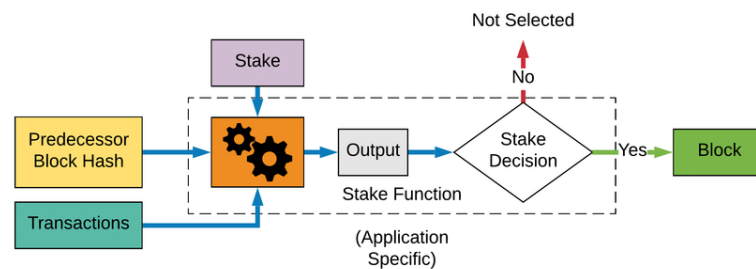 Not Selected
Stake
No
Predecessor
Block Hash
Output
Stake
Decision
Yes
Block
Stake Function
Transactions
(Application
Specific)